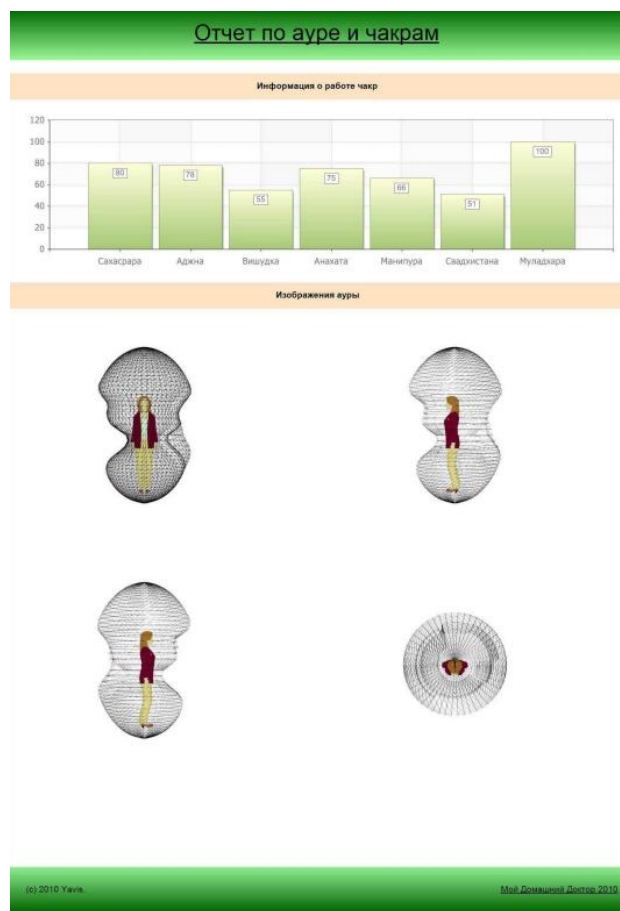 Отчет по ауре и чакрам
Информация о работе чакр
120
100
80
60
40
20
0
80
78
55
75
66
51
100
Сахасрара Аджна Вишудха Анахата Манипура Свадхистана Муладхара
Изображения ауры
(c) 2010 Yavis.
Мой Домашний Доктор 2010